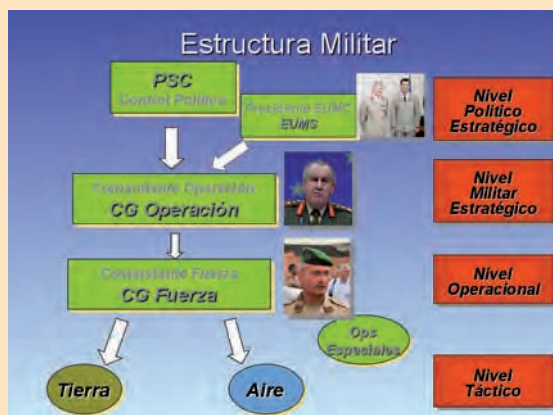 Estructura Militar
PSC
Control Político
Presidente EUMC
EUMS
Nivel
Político
Estratégico
Comandante Operación
CG Operación
Nivel
Militar
Estratégico
Comandante Fuerza
CG Fuerza
Nivel
Operacional
Ops
Especiales
Tierra
Aire
Nivel
Táctico